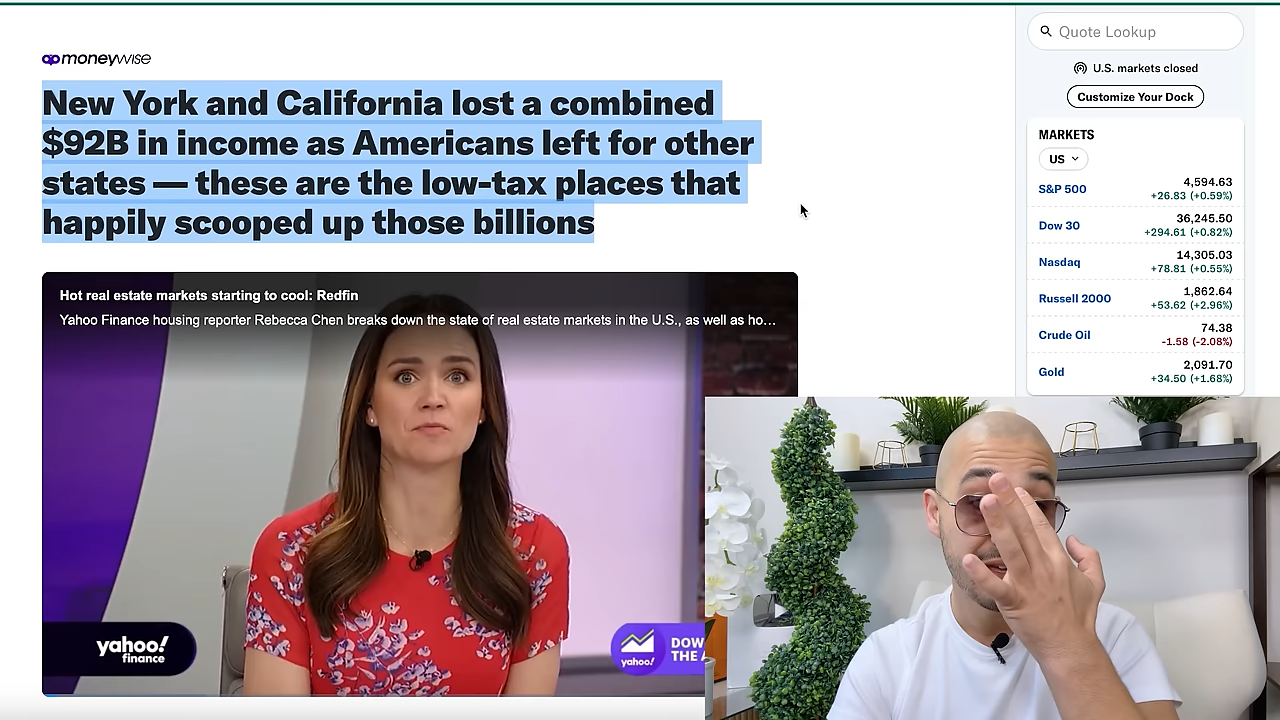 moneywise
New York and California lost a combined
$92B in income as Americans left for other
states — these are the low-tax places that
happily scooped up those billions
Hot real estate markets starting to cool: Redfin
Yahoo Finance housing reporter Rebecca Chen breaks down the state of real estate markets in the U.S., as well as ho...
yahoo!
finance
yahoo!
DOW
THE
Quote Lookup
U.S. markets closed
Customize Your Dock
MARKETS
US
S&P 500
4,594.63
+26.83 (+0.59%)
Dow 30
36,245.50
+294.61 (+0.82%)
Nasdaq
14,305.03
+78.81 (+0.55%)
Russell 2000
1,862.64
+53.62 (+2.96%)
Crude Oil
74.38
-1.58 (-2.08%)
Gold
2,091.70
+34.50 (+1.68%)